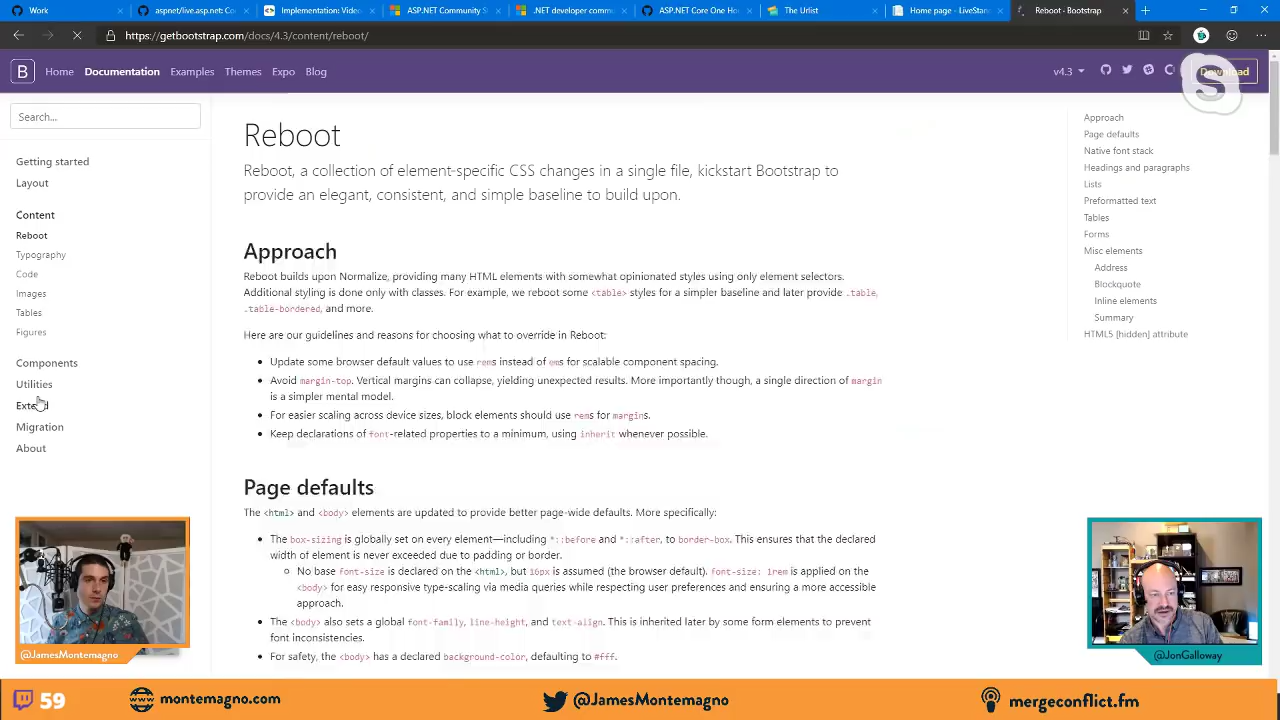 Work
aspnet/live.asp.net: Co
Implementation: Video
ASP.NET Community S
.NET developer comm
ASP.NET Core One Ho
The Urlist
Home page - LiveStan
Reboot - Bootstrap
https://getbootstrap.com/docs/4.3/content/reboot/
B
Home
Documentation
Examples
Themes
Expo
Blog
v4.3
Download
Search...
Getting started
Layout
Content
Reboot
Typography
Code
Images
Tables
Figures
Components
Utilities
Extend
Migration
About
Reboot
Reboot, a collection of element-specific CSS changes in a single file, kickstart Bootstrap to
provide an elegant, consistent, and simple baseline to build upon.
Approach
Reboot builds upon Normalize, providing many HTML elements with somewhat opinionated styles using only element selectors.
Additional styling is done only with classes. For example, we reboot some <table> styles for a simpler baseline and later provide .table,
.table-bordered, and more.
Here are our guidelines and reasons for choosing what to override in Reboot:
• Update some browser default values to use rems instead of ems for scalable component spacing.
• Avoid margin-top. Vertical margins can collapse, yielding unexpected results. More importantly though, a single direction of margin
is a simpler mental model.
• For easier scaling across device sizes, block elements should use rems for margins.
• Keep declarations of font-related properties to a minimum, using inherit whenever possible.
Page defaults
The <html> and <body> elements are updated to provide better page-wide defaults. More specifically:
• The box-sizing is globally set on every element—including *::before and *::after, to border-box. This ensures that the declared
width of element is never exceeded due to padding or border.
○ No base font-size is declared on the <html>, but 16px is assumed (the browser default). font-size: 1rem is applied on the
<body> for easy responsive type-scaling via media queries while respecting user preferences and ensuring a more accessible
approach.
• The <body> also sets a global font-family, line-height, and text-align. This is inherited later by some form elements to prevent
font inconsistencies.
• For safety, the <body> has a declared background-color, defaulting to #fff.
Approach
Page defaults
Native font stack
Headings and paragraphs
Lists
Preformatted text
Tables
Forms
Misc elements
Address
Blockquote
Inline elements
Summary
HTML5 [hidden] attribute
@JamesMontemagno
@JonGalloway
59
montemagno.com
@JamesMontemagno
mergeconflict.fm